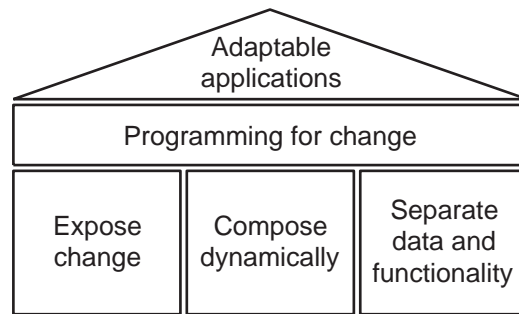 Adaptable
applications
Programming for change
Expose
change
Compose
dynamically
Separate
data and
functionality